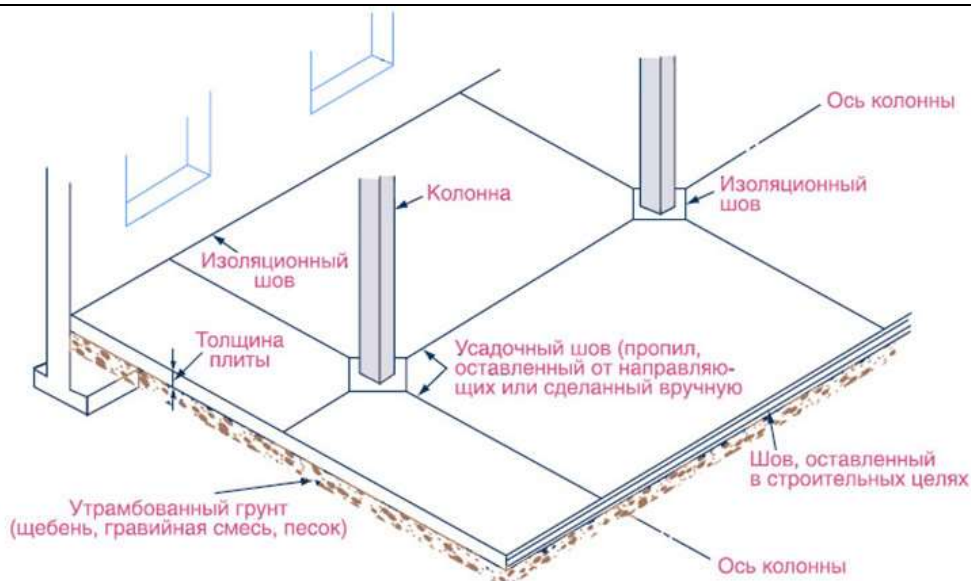 Ось колонны
Изоляционный
шов
Колонна
Изоляционный
шов
Толщина
плиты
Усадочный шов (пропил,
оставленный от направляю-
щих или сделанный вручную
Шов, оставленный
в строительных целях
Утрамбованный грунт
(щебень, гравийная смесь, песок)
Ось колонны